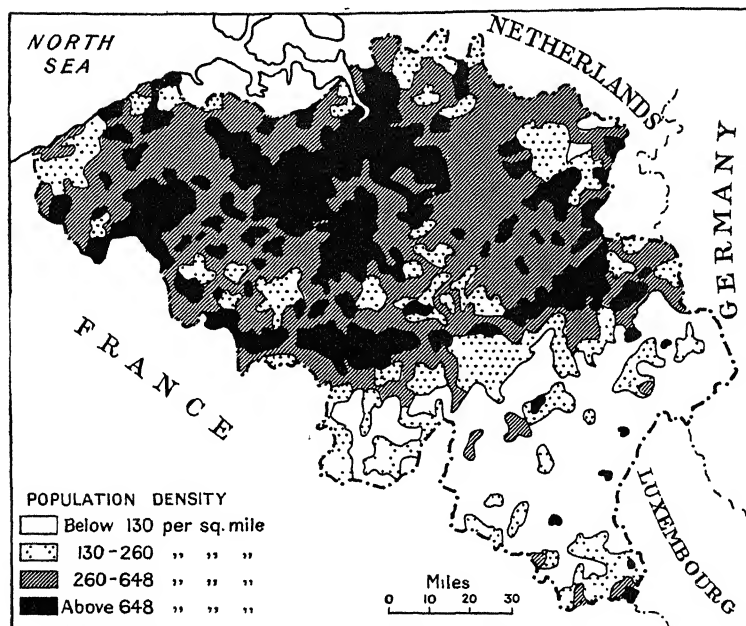 NORTH
SEA
NETHERLANDS
GERMANY
FRANCE
LUXEMBOURG
POPULATION DENSITY
Below 130 per sq. mile
130-260 ,, ,, ,,
260-648 ,, ,, ,,
Above 648 ,, ,, ,,
Miles
0 10 20 30